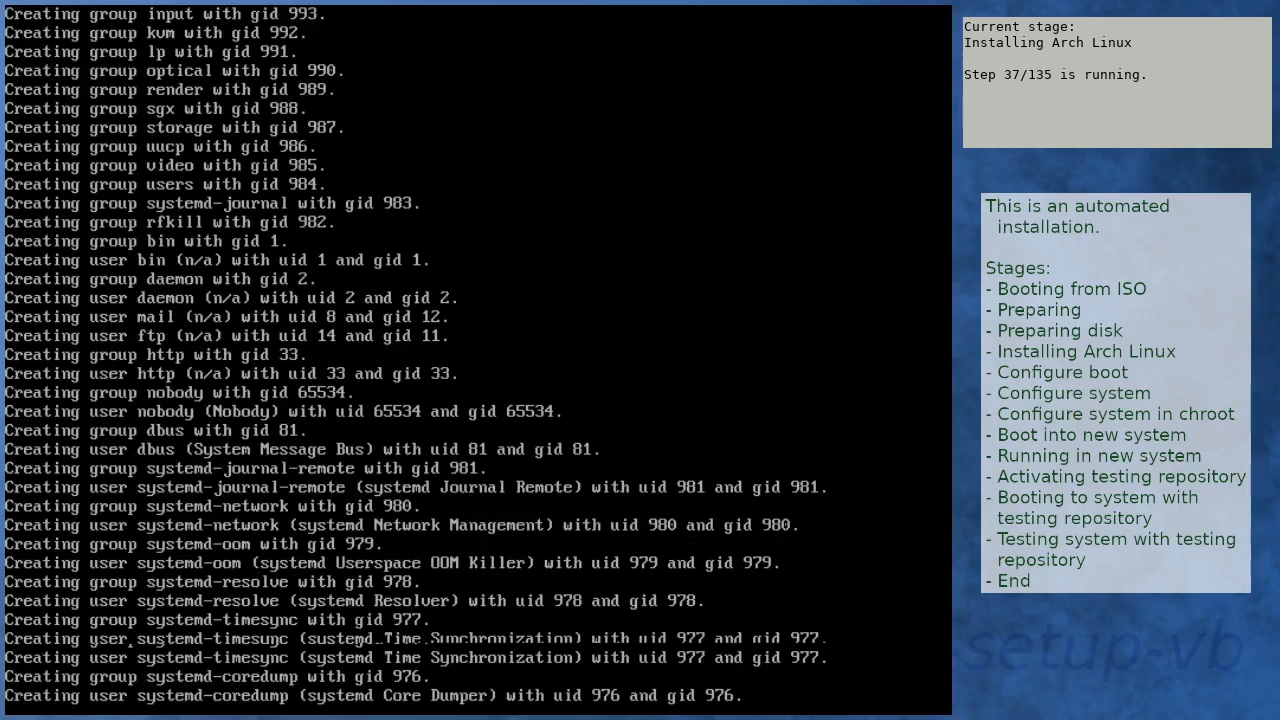 Creating group input with gid 993.
Creating group kvm with gid 992.
Creating group lp with gid 991.
Creating group optical with gid 990.
Creating group render with gid 989.
Creating group sgx with gid 988.
Creating group storage with gid 987.
Creating group uucp with gid 986.
Creating group video with gid 985.
Creating group users with gid 984.
Creating group systemd-journal with gid 983.
Creating group rfkill with gid 982.
Creating group bin with gid 1.
Creating user bin (n/a) with uid 1 and gid 1.
Creating group daemon with gid 2.
Creating user daemon (n/a) with uid 2 and gid 2.
Creating user mail (n/a) with uid 8 and gid 12.
Creating user ftp (n/a) with uid 14 and gid 11.
Creating group http with gid 33.
Creating user http (n/a) with uid 33 and gid 33.
Creating group nobody with gid 65534.
Creating user nobody (Nobody) with uid 65534 and gid 65534.
Creating group dbus with gid 81.
Creating user dbus (System Message Bus) with uid 81 and gid 81.
Creating group systemd-journal-remote with gid 981.
Creating user systemd-journal-remote (systemd Journal Remote) with uid 981 and gid 981.
Creating group systemd-network with gid 980.
Creating user systemd-network (systemd Network Management) with uid 980 and gid 980.
Creating group systemd-oom with gid 979.
Creating user systemd-oom (systemd Userspace OOM Killer) with uid 979 and gid 979.
Creating group systemd-resolve with gid 978.
Creating user systemd-resolve (systemd Resolver) with uid 978 and gid 978.
Creating group systemd-timesync with gid 977.
Creating user systemd-timesync (systemd Time Synchronization) with uid 977 and gid 977.
Creating user systemd-timesync (systemd Time Synchronization) with uid 977 and gid 977.
Creating group systemd-coredump with gid 976.
Creating user systemd-coredump (systemd Core Dumper) with uid 976 and gid 976.
Current stage:
Installing Arch Linux
Step 37/135 is running.
This is an automated
installation.
Stages:
- Booting from ISO
- Preparing
- Preparing disk
- Installing Arch Linux
- Configure boot
- Configure system
- Configure system in chroot
- Boot into new system
- Running in new system
- Activating testing repository
- Booting to system with
testing repository
- Testing system with testing
repository
- End
setup-vb